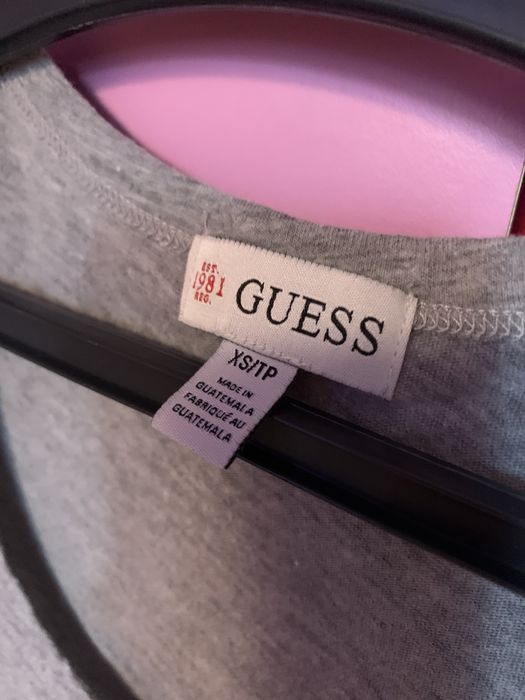 EST.
1981
REG.
GUESS
XS/TP
MADE IN
GUATEMALA
FABRIQUÉ AU
GUATEMALA